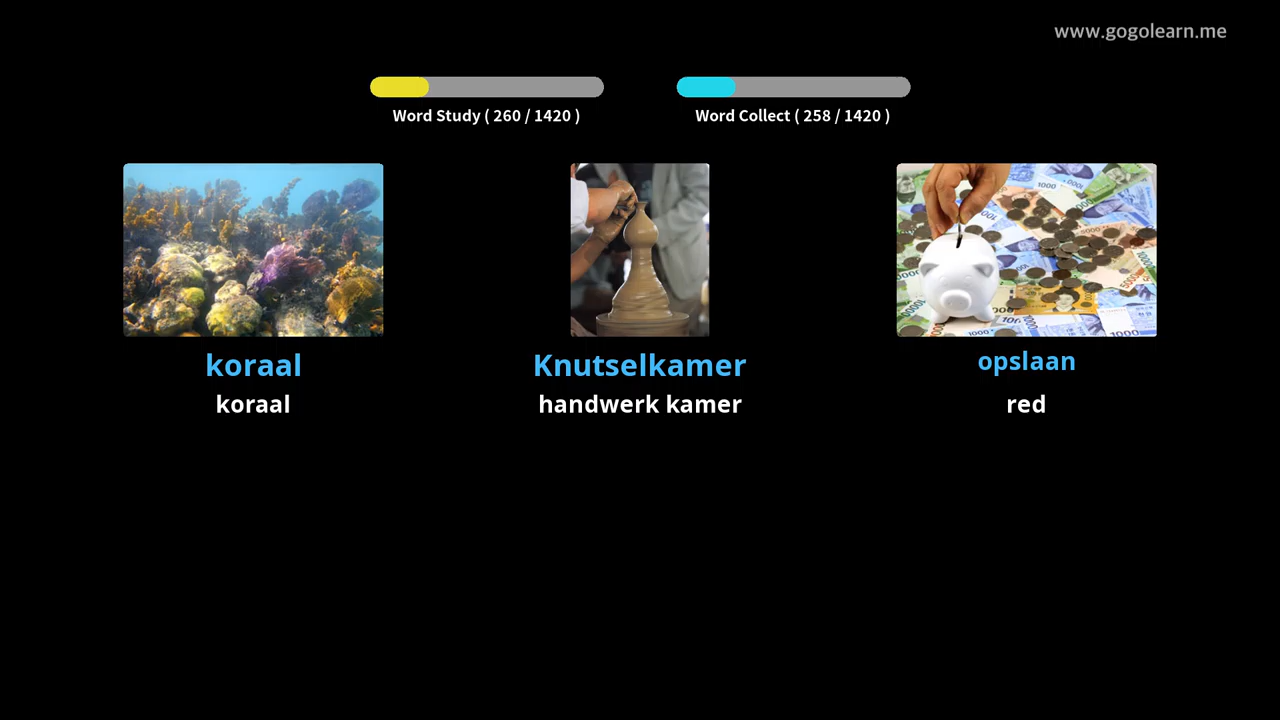 www.gogolearn.me
Word Study ( 260 / 1420 )
Word Collect ( 258 / 1420 )
koraal
koraal
Knutselkamer
handwerk kamer
opslaan
red